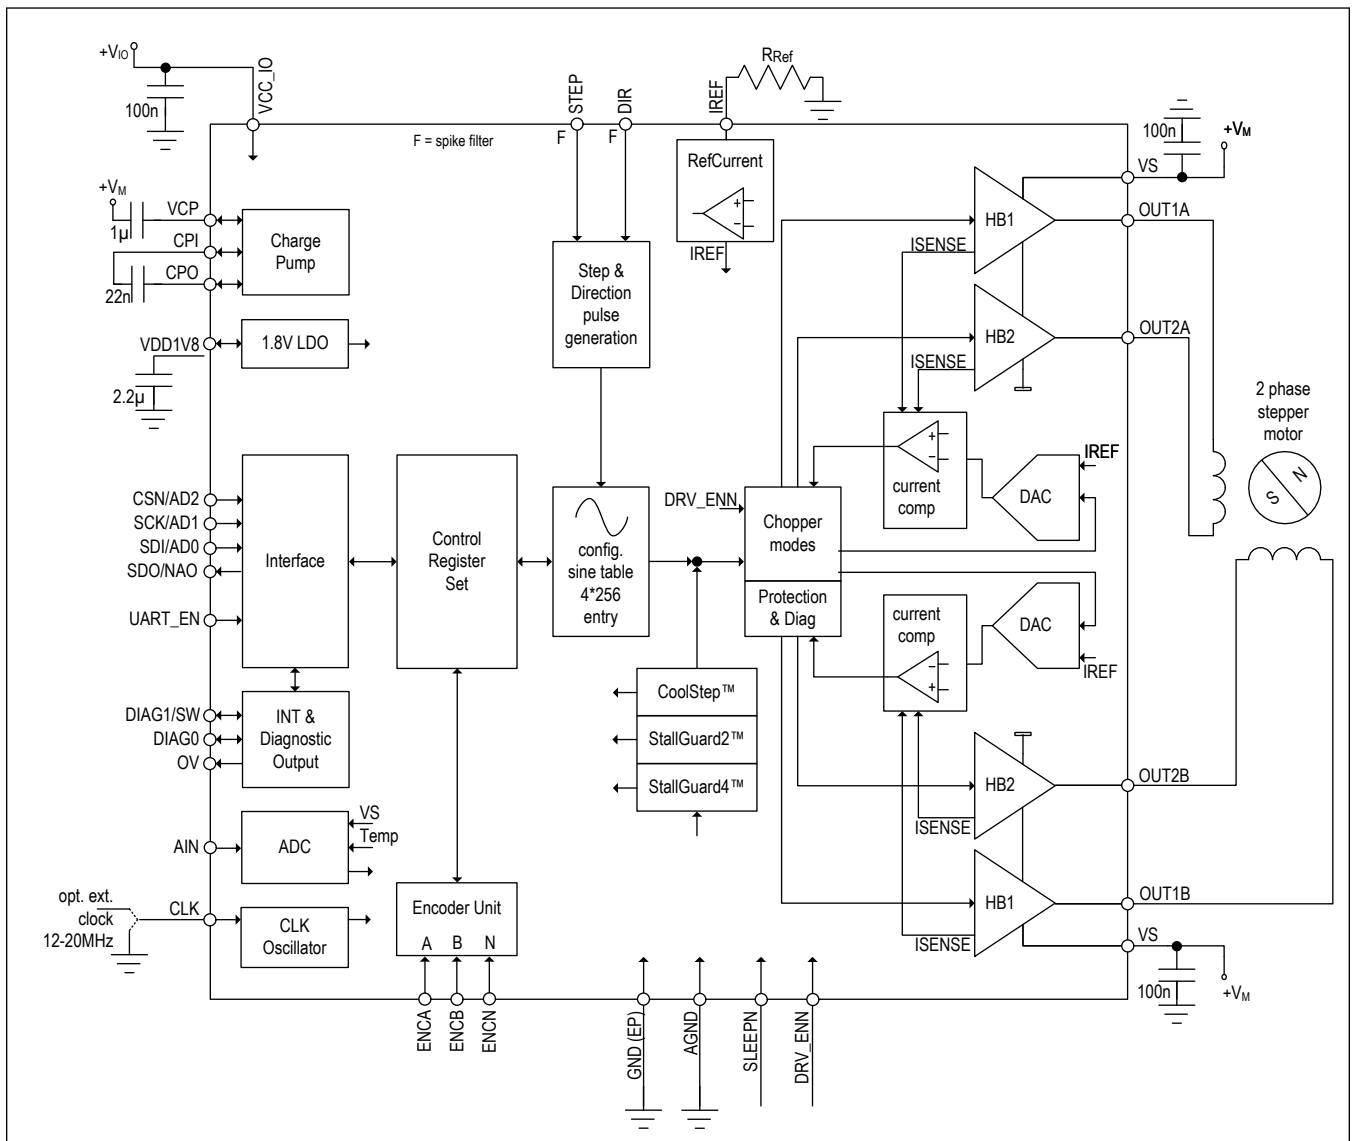 +VIO
100n
VCC_IO
STEP
F
DIR
F
F = spike filter
IREF
RRef
RefCurrent
+
−
IREF
100n
+VM
VS
OUT1A
OUT2A
+VM
VCP
1µ
CPI
CPO
22n
Charge
Pump
VDD1V8
2.2µ
1.8V LDO
Step &
Direction
pulse
generation
HB1
ISENSE
HB2
ISENSE
+
−
current
comp
DAC
IREF
2 phase
stepper
motor
S
N
CSN/AD2
SCK/AD1
SDI/AD0
SDO/NAO
UART_EN
Interface
Control
Register
Set
config.
sine table
4*256
entry
DRV_ENN
Chopper
modes
Protection
& Diag
current
comp
−
+
DAC
IREF
CoolStep™
StallGuard2™
StallGuard4™
DIAG1/SW
DIAG0
OV
INT &
Diagnostic
Output
HB2
ISENSE
OUT2B
HB1
ISENSE
OUT1B
VS
100n
+VM
AIN
ADC
VS
Temp
opt. ext.
clock
12-20MHz
CLK
CLK
Oscillator
Encoder Unit
A B N
ENCA
ENCB
ENCN
GND (EP)
AGND
SLEEPN
DRV_ENN